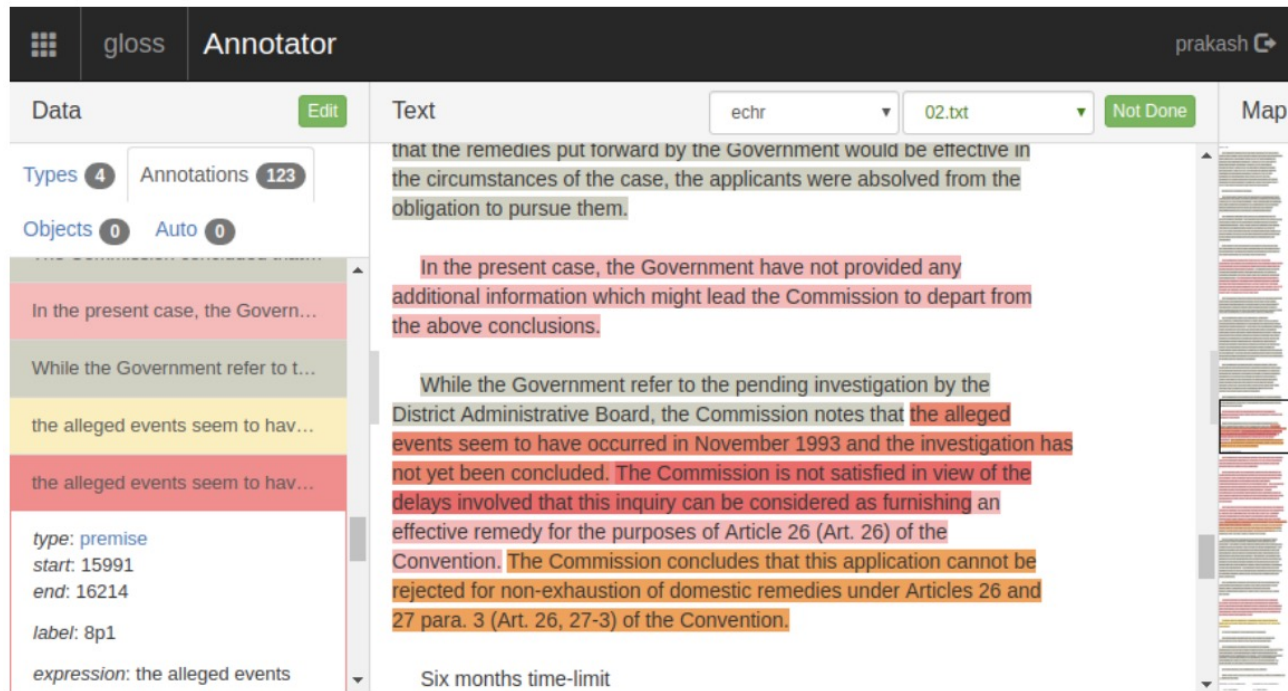 gloss Annotator prakash
Data Edit
Types 4 Annotations 123
Objects 0 Auto 0
The Commission concluded that...
In the present case, the Govern...
While the Government refer to t...
the alleged events seem to hav...
the alleged events seem to hav...
type: premise
start: 15991
end: 16214
label: 8p1
expression: the alleged events
Text echr 02.txt Not Done
that the remedies put forward by the Government would be effective in
the circumstances of the case, the applicants were absolved from the
obligation to pursue them.
In the present case, the Government have not provided any
additional information which might lead the Commission to depart from
the above conclusions.
While the Government refer to the pending investigation by the
District Administrative Board, the Commission notes that the alleged
events seem to have occurred in November 1993 and the investigation has
not yet been concluded. The Commission is not satisfied in view of the
delays involved that this inquiry can be considered as furnishing an
effective remedy for the purposes of Article 26 (Art. 26) of the
Convention. The Commission concludes that this application cannot be
rejected for non-exhaustion of domestic remedies under Articles 26 and
27 para. 3 (Art. 26, 27-3) of the Convention.
Six months time-limit
Map